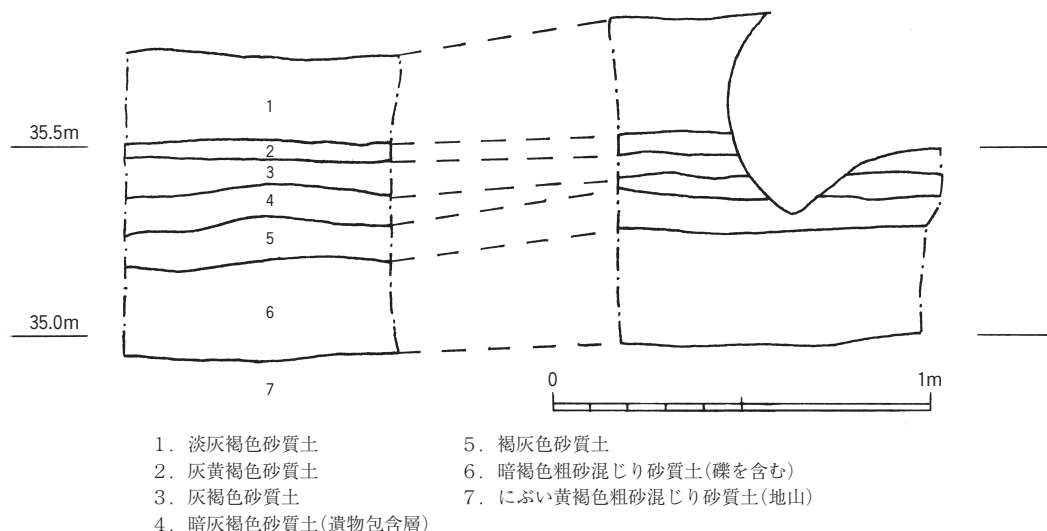 1
35.5m
2
3
4
5
6
35.0m
7
0 1m
1. 淡灰褐色砂質土
2. 灰黄褐色砂質土
3. 灰褐色砂質土
4. 暗灰褐色砂質土(遺物包含層)
5. 褐灰色砂質土
6. 暗褐色粗砂混じり砂質土(礫を含む)
7. にぶい黄褐色粗砂混じり砂質土(地山)